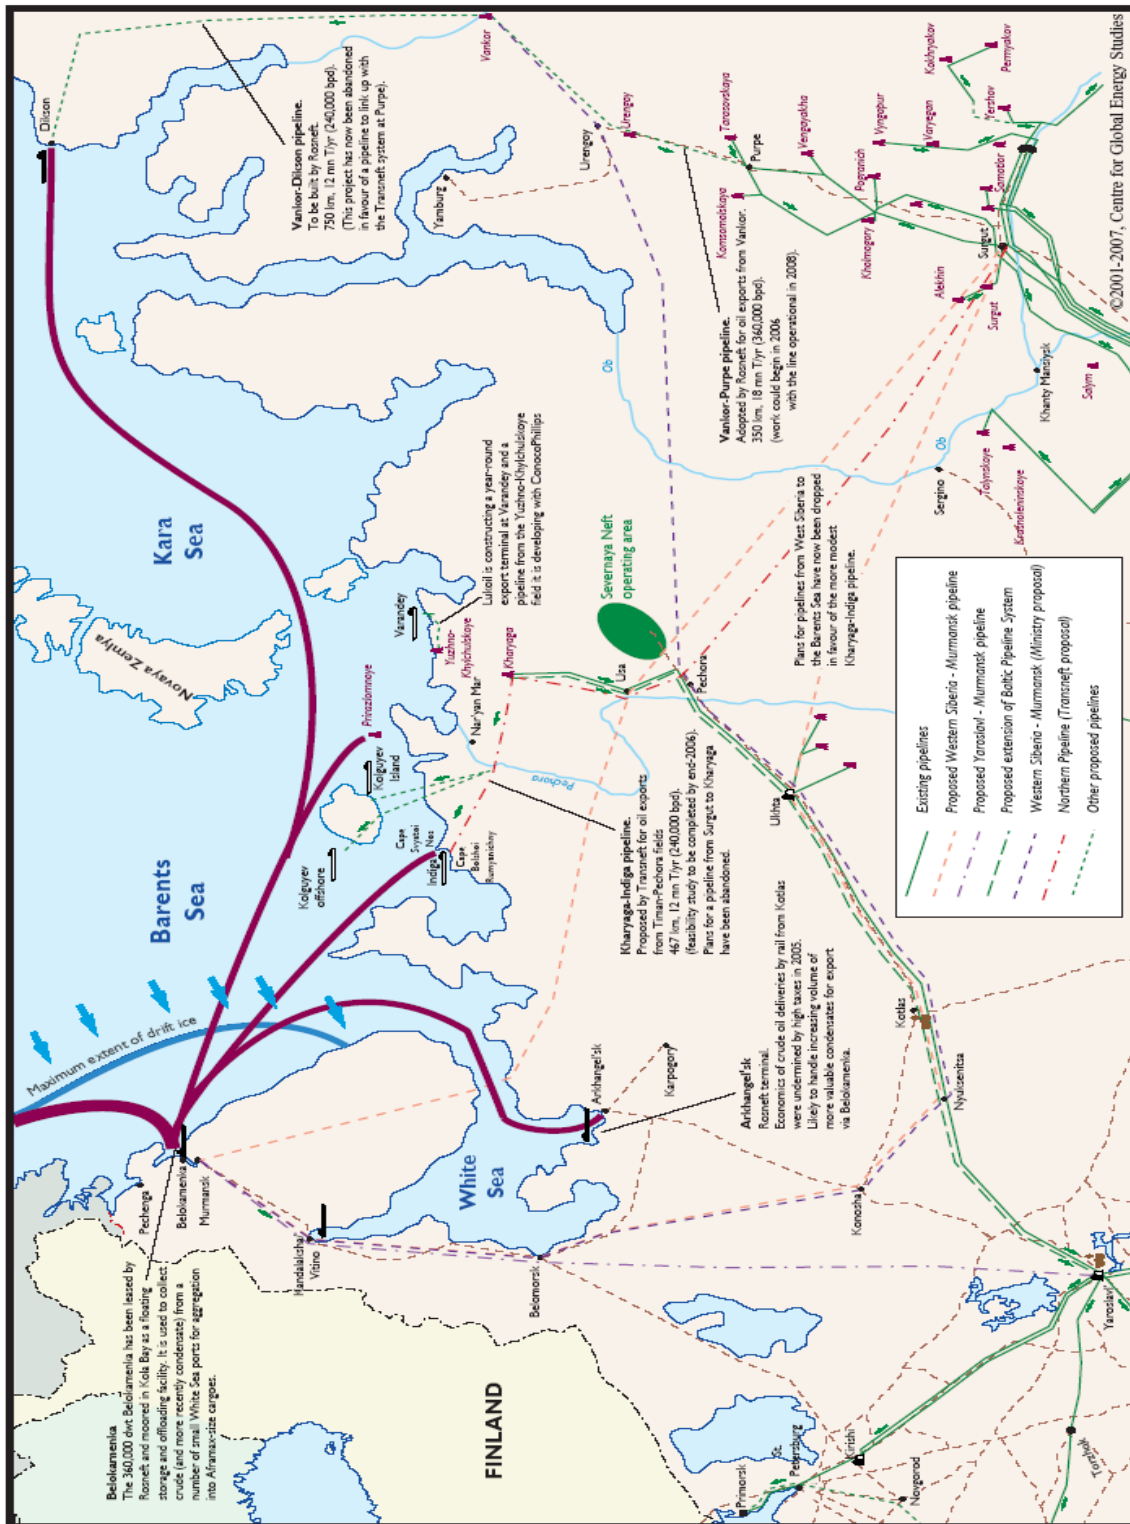 Belokamenka
The 360,000 dwt Belokamenka has been leased by
Rosneft and moored in Kola Bay as a floating
storage and offloading facility. It is used to collect
crude (and more recently condensate) from a
number of small White Sea ports for aggregation
into Aframax-size cargoes.
FINLAND
Pechenga
Belokamenka
Murmansk
Kandalaksha
Vitino
Belomorsk
Maximum extent of drift ice
Barents
Sea
Kara
Sea
White
Sea
Novaya Zemlya
Dikson
Vankor-Dikson pipeline.
To be built by Rosneft.
750 km, 12 mn T/yr (240,000 bpd).
(This project has now been abandoned
in favour of a pipeline to link up with
the Transneft system at Purpe).
Vankor
Yamburg
Urengoy
Urengoy
Tarasovskaya
Purpe
Komsomolskaya
Vengayakha
Pogranich
Vyngapur
Kholmogory
Varyegan
Kakhryakov
Permyakov
Yershov
Samotlor
Surgut
Alekhin
Surgut
Khanty Mansiysk
Salym
Ob
Ob
Sergino
Talynskoye
Krasnoleninskoye
Vankor-Purpe pipeline.
Adopted by Rosneft for oil exports from Vankor.
350 km, 18 mn T/yr (360,000 bpd).
(work could begin in 2006
with the line operational in 2008)
Lukoil is constructing a year-round
export terminal at Varandey and a
pipeline from the Yuzhno-Khylchulskoye
field it is developing with ConocoPhillips
Varandey
Yuzhno-
Khylchulskoye
Kharyaga
Nar'yan Mar
Prirazlomnoye
Kolguyev
Island
Kolguyev
offshore
Cape
Svyatoi
Nos
Indiga
Cape
Bolshoi
Rumyanichny
Pechora
Severnaya Neft
operating area
Usa
Pechora
Ukhta
Kharyaga-Indiga pipeline.
Proposed by Transneft for oil exports
from Timan-Pechora fields
467 km, 12 mn T/yr (240,000 bpd).
(feasibility study to be completed by end-2006).
Plans for a pipeline from Surgut to Kharyaga
have been abandoned.
Plans for pipelines from West Siberia to
the Barents Sea have now been dropped
in favour of the more modest
Kharyaga-Indiga pipeline.
Arkhangel'sk
Karpogory
Arkhangel'sk
Rosneft terminal.
Economics of crude oil deliveries by rail from Kotlas
were undermined by high taxes in 2005.
Likely to handle increasing volume of
more valuable condensates for export
via Belokamenka.
Kotlas
Nyuksenitsa
Konosha
Yaroslavl'
Primorsk
St.
Petersburg
Kirishi
Novgorod
Torzhok
Existing pipelines
Proposed Western Siberia - Murmansk pipeline
Proposed Yaroslavl - Murmansk pipeline
Proposed extension of Baltic Pipeline System
Western Siberia - Murmansk (Ministry proposal)
Northern Pipeline (Transneft proposal)
Other proposed pipelines
©2001-2007, Centre for Global Energy Studies